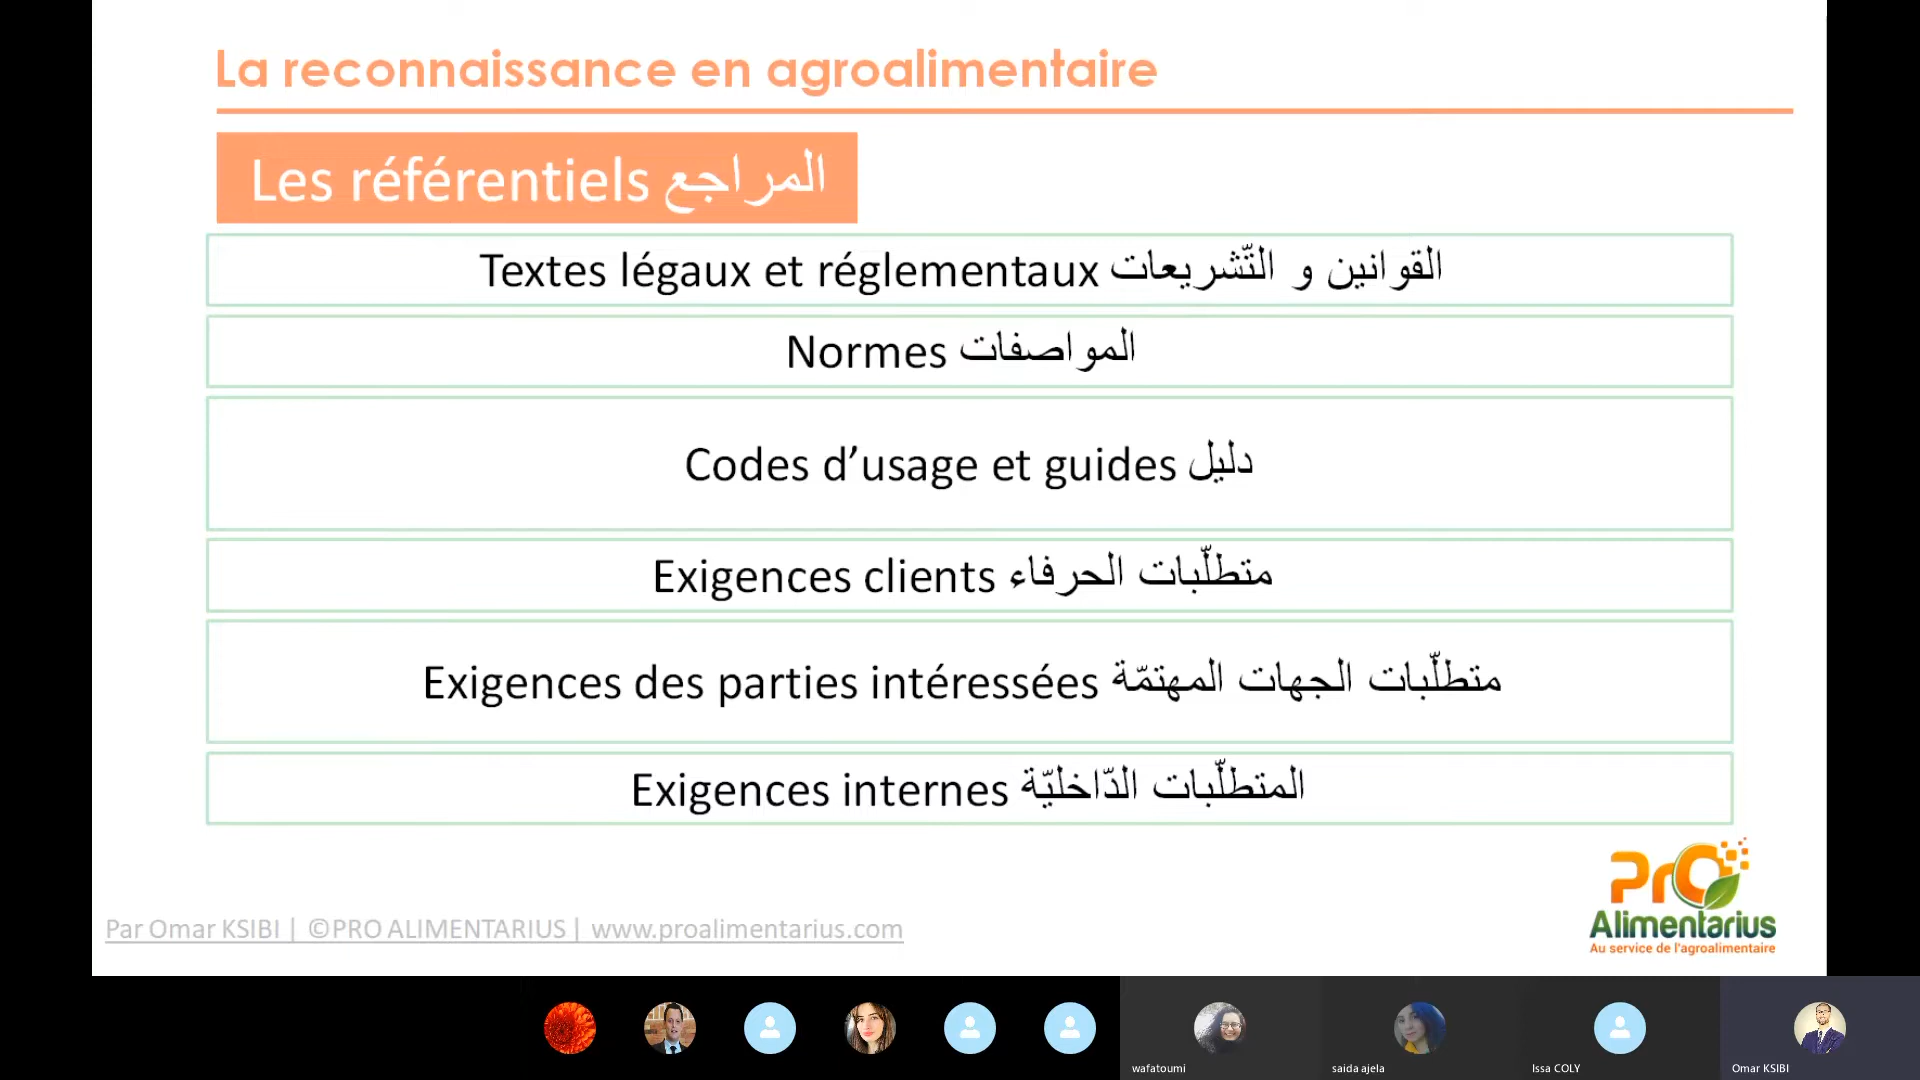 La reconnaissance en agroalimentaire
Les référentiels المراجع
Textes légaux et réglementaux القوانين و التّشريعات
Normes المواصفات
Codes d’usage et guides دليل
Exigences clients متطلّبات الحرفاء
Exigences des parties intéressées متطلّبات الجهات المهتمّة
Exigences internes المتطلّبات الدّاخليّة
Par Omar KSIBI | ©PRO ALIMENTARIUS | www.proalimentarius.com
PrO
Alimentarius
Au service de l'agroalimentaire
wafatoumi
saida ajela
Issa COLY
Omar KSIBI